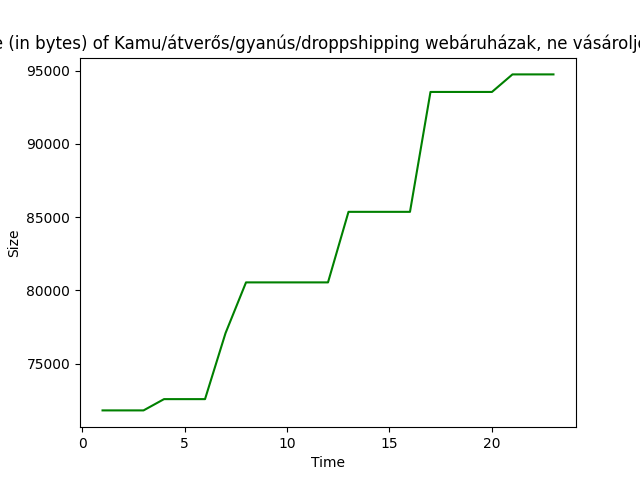 (in bytes) of Kamu/átverős/gyanús/droppshipping webáruházak, ne
95000
90000
85000
80000
75000
Size
0 5 10 15 20
Time